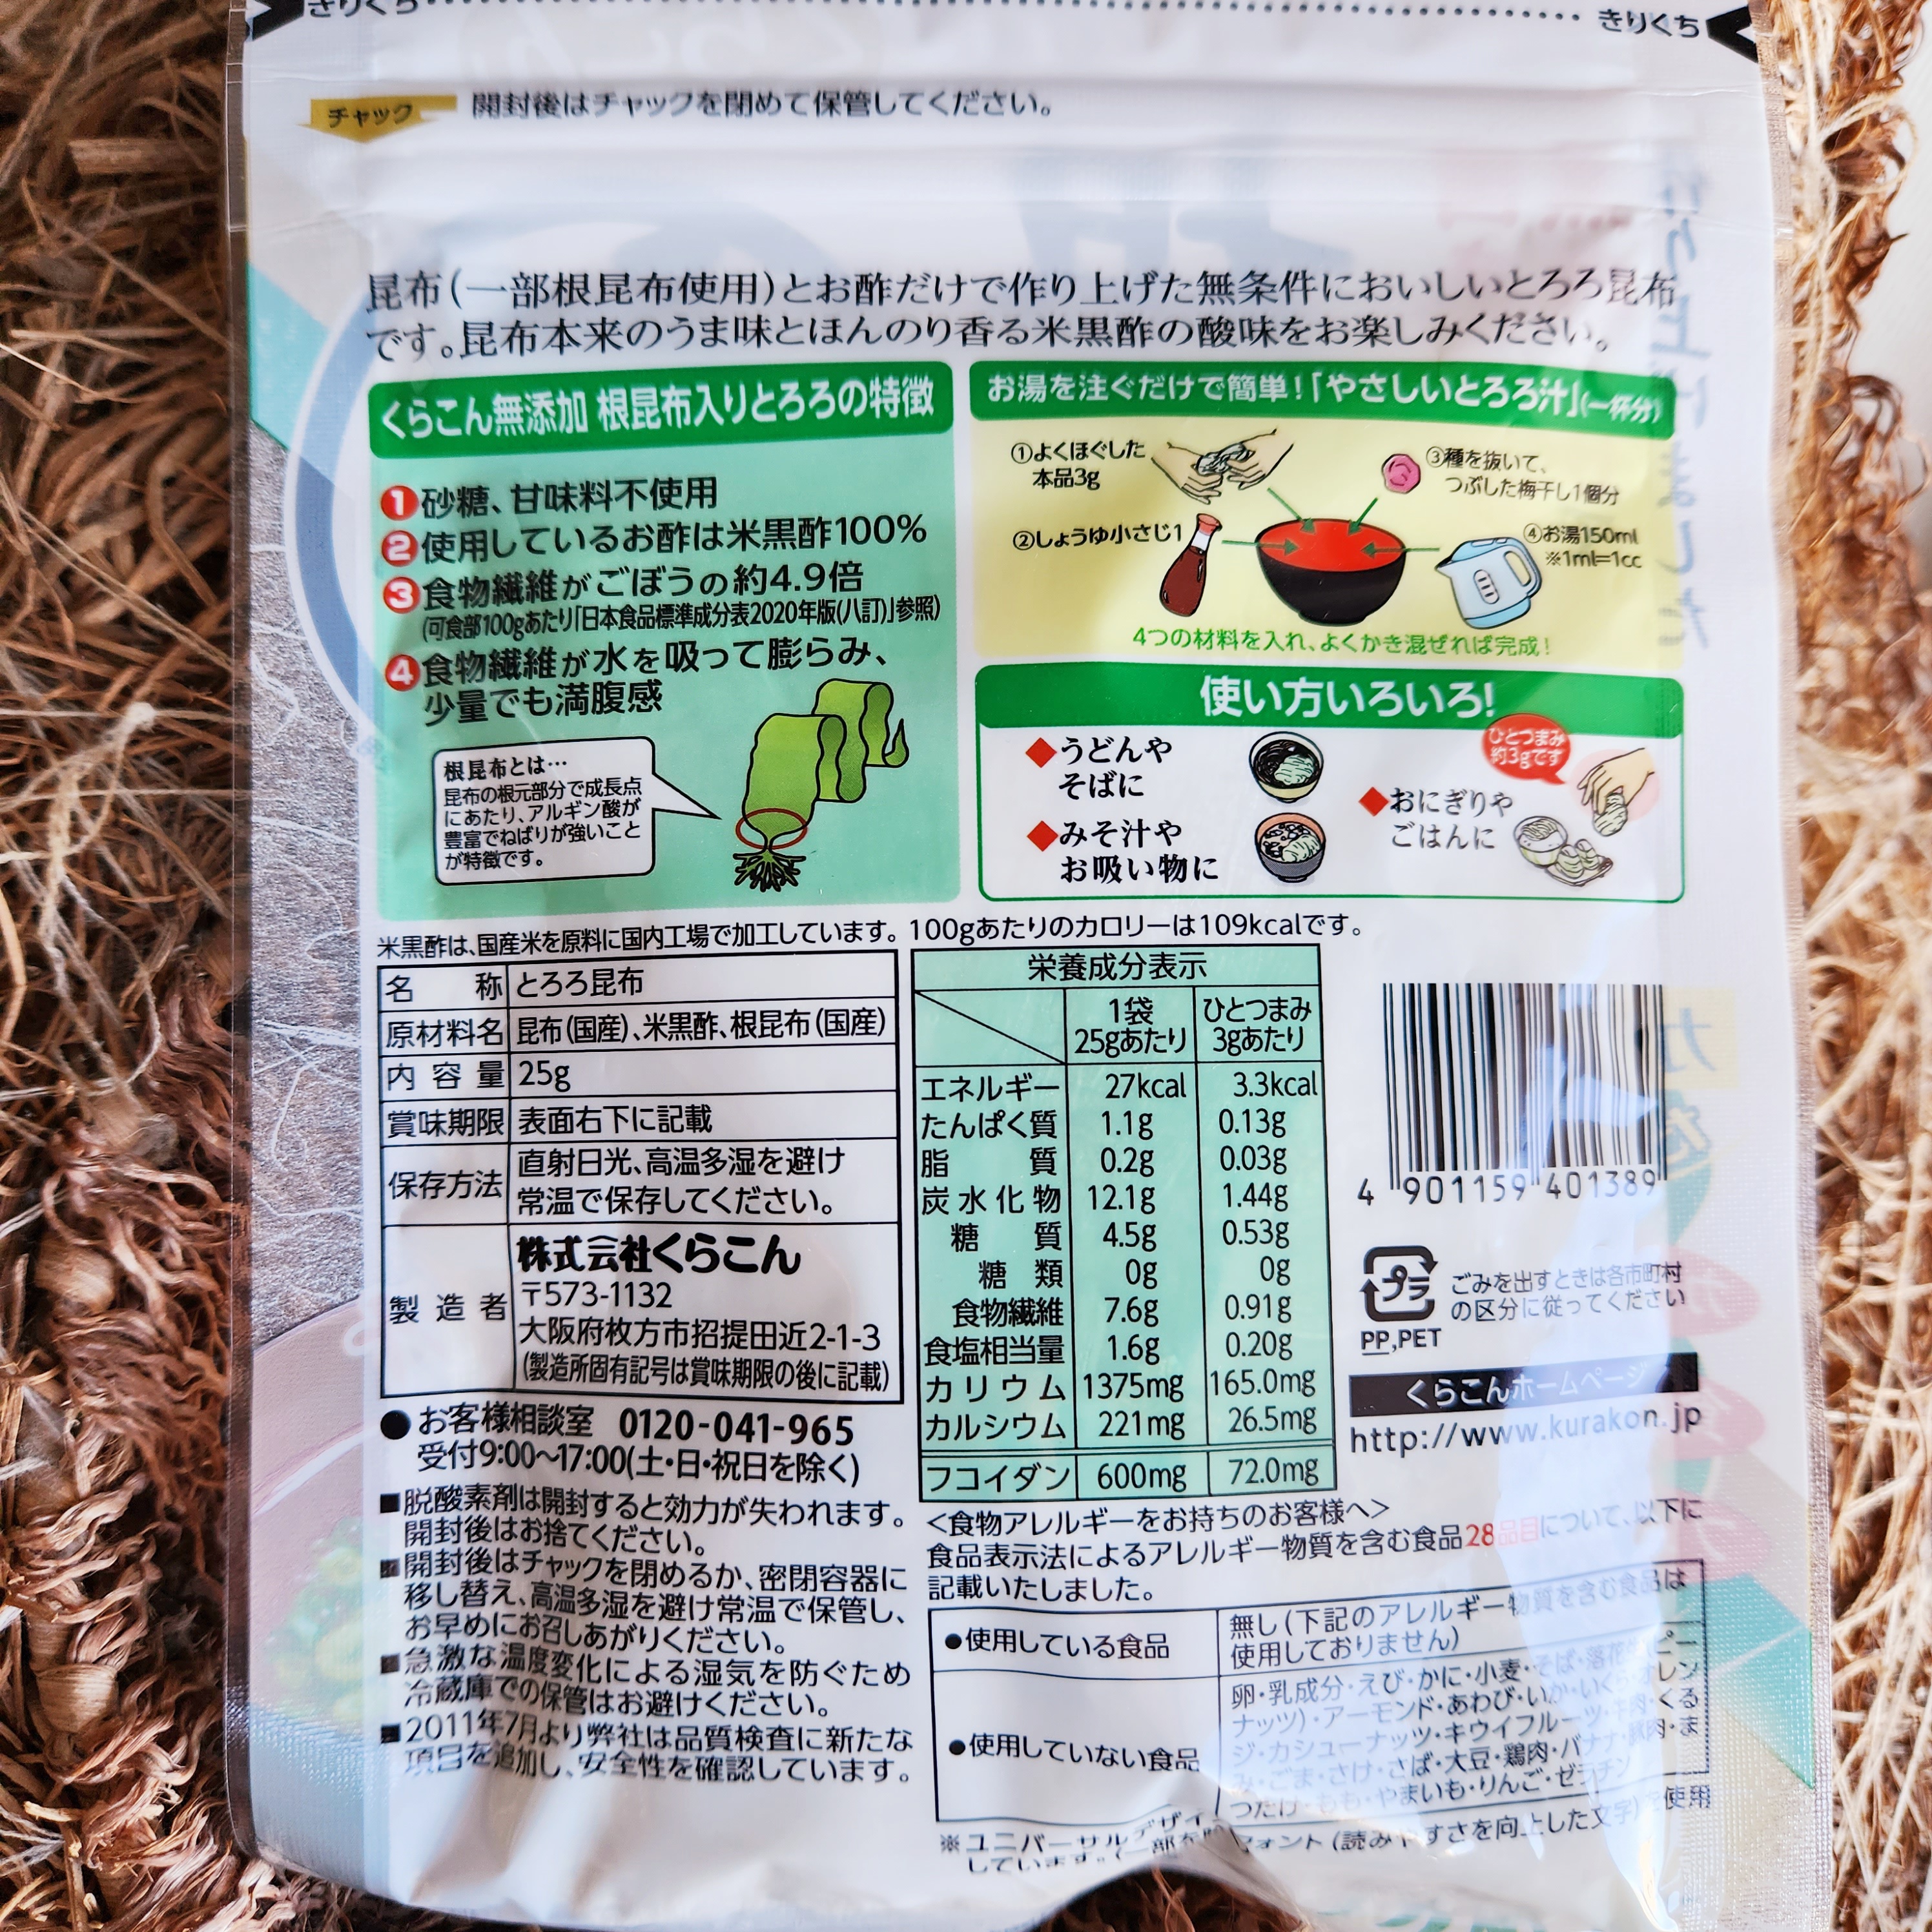 きりくち
きりくち
チャック
開封後はチャックを閉めて保管してください。
昆布(一部根昆布使用)とお酢だけで作り上げた無条件においしいとろろ昆布
です。昆布本来のうま味とほんのり香る米黒酢の酸味をお楽しみください。
くらこん無添加 根昆布入りとろろの特徴
①砂糖、甘味料不使用
②使用しているお酢は米黒酢100%
③食物繊維がごぼうの約4.9倍
(可食部100gあたり「日本食品標準成分表2020年版(八訂)」参照)
④食物繊維が水を吸って膨らみ、
少量でも満腹感
根昆布とは…
昆布の根元部分で成長点
にあたり、アルギン酸が
豊富でねばりが強いこと
が特徴です。
お湯を注ぐだけで簡単!「やさしいとろろ汁」(一杯分)
①よくほぐした
本品3g
②しょうゆ小さじ1
③種を抜いて、
つぶした梅干し1個分
④お湯150ml
※1ml=1cc
4つの材料を入れ、よくかき混ぜれば完成!
使い方いろいろ!
◆うどんや
そばに
◆みそ汁や
お吸い物に
ひとつまみ
約3gです
◆おにぎりや
ごはんに
米黒酢は、国産米を原料に国内工場で加工しています。
100gあたりのカロリーは109kcalです。
名称 とろろ昆布
原材料名 昆布(国産)、米黒酢、根昆布(国産)
内容量 25g
賞味期限 表面右下に記載
保存方法 直射日光、高温多湿を避け
常温で保存してください。
製造者 株式会社くらこん
〒573-1132
大阪府枚方市招提田近2-1-3
(製造所固有記号は賞味期限の後に記載)
●お客様相談室 0120-041-965
受付9:00~17:00(土・日・祝日を除く)
■脱酸素剤は開封すると効力が失われます。
開封後はお捨てください。
■開封後はチャックを閉めるか、密閉容器に
移し替え、高温多湿を避け常温で保管し、
お早めにお召しあがりください。
■急激な温度変化による湿気を防ぐため
冷蔵庫での保管はお避けください。
■2011年7月より弊社は品質検査に新たな
項目を追加し、安全性を確認しています。
栄養成分表示
1袋 ひとつまみ
25gあたり 3gあたり
エネルギー 27kcal 3.3kcal
たんぱく質 1.1g 0.13g
脂質 0.2g 0.03g
炭水化物 12.1g 1.44g
糖質 4.5g 0.53g
糖類 0g 0g
食物繊維 7.6g 0.91g
食塩相当量 1.6g 0.20g
カリウム 1375mg 165.0mg
カルシウム 221mg 26.5mg
フコイダン 600mg 72.0mg
4 901159 401389
プラ
PP,PET
ごみを出すときは各市町村
の区分に従ってください
くらこんホームページ
http://www.kurakon.jp
<食物アレルギーをお持ちのお客様へ>
食品表示法によるアレルギー物質を含む食品28品目について、以下に
記載いたしました。
●使用している食品
無し(下記のアレルギー物質を含む食品は
使用しておりません)
●使用していない食品
卵・乳成分・えび・かに・小麦・そば・落花生(ピー
ナッツ)・アーモンド・あわび・いか・いくら・オレン
ジ・カシューナッツ・キウイフルーツ・牛肉・くる
み・ごま・さけ・さば・大豆・鶏肉・バナナ・豚肉・ま
つたけ・もも・やまいも・りんご・ゼラチン
※ユニバーサルデザイン フォント(読みやすさを向上した文字)を使用
しています。(一部を